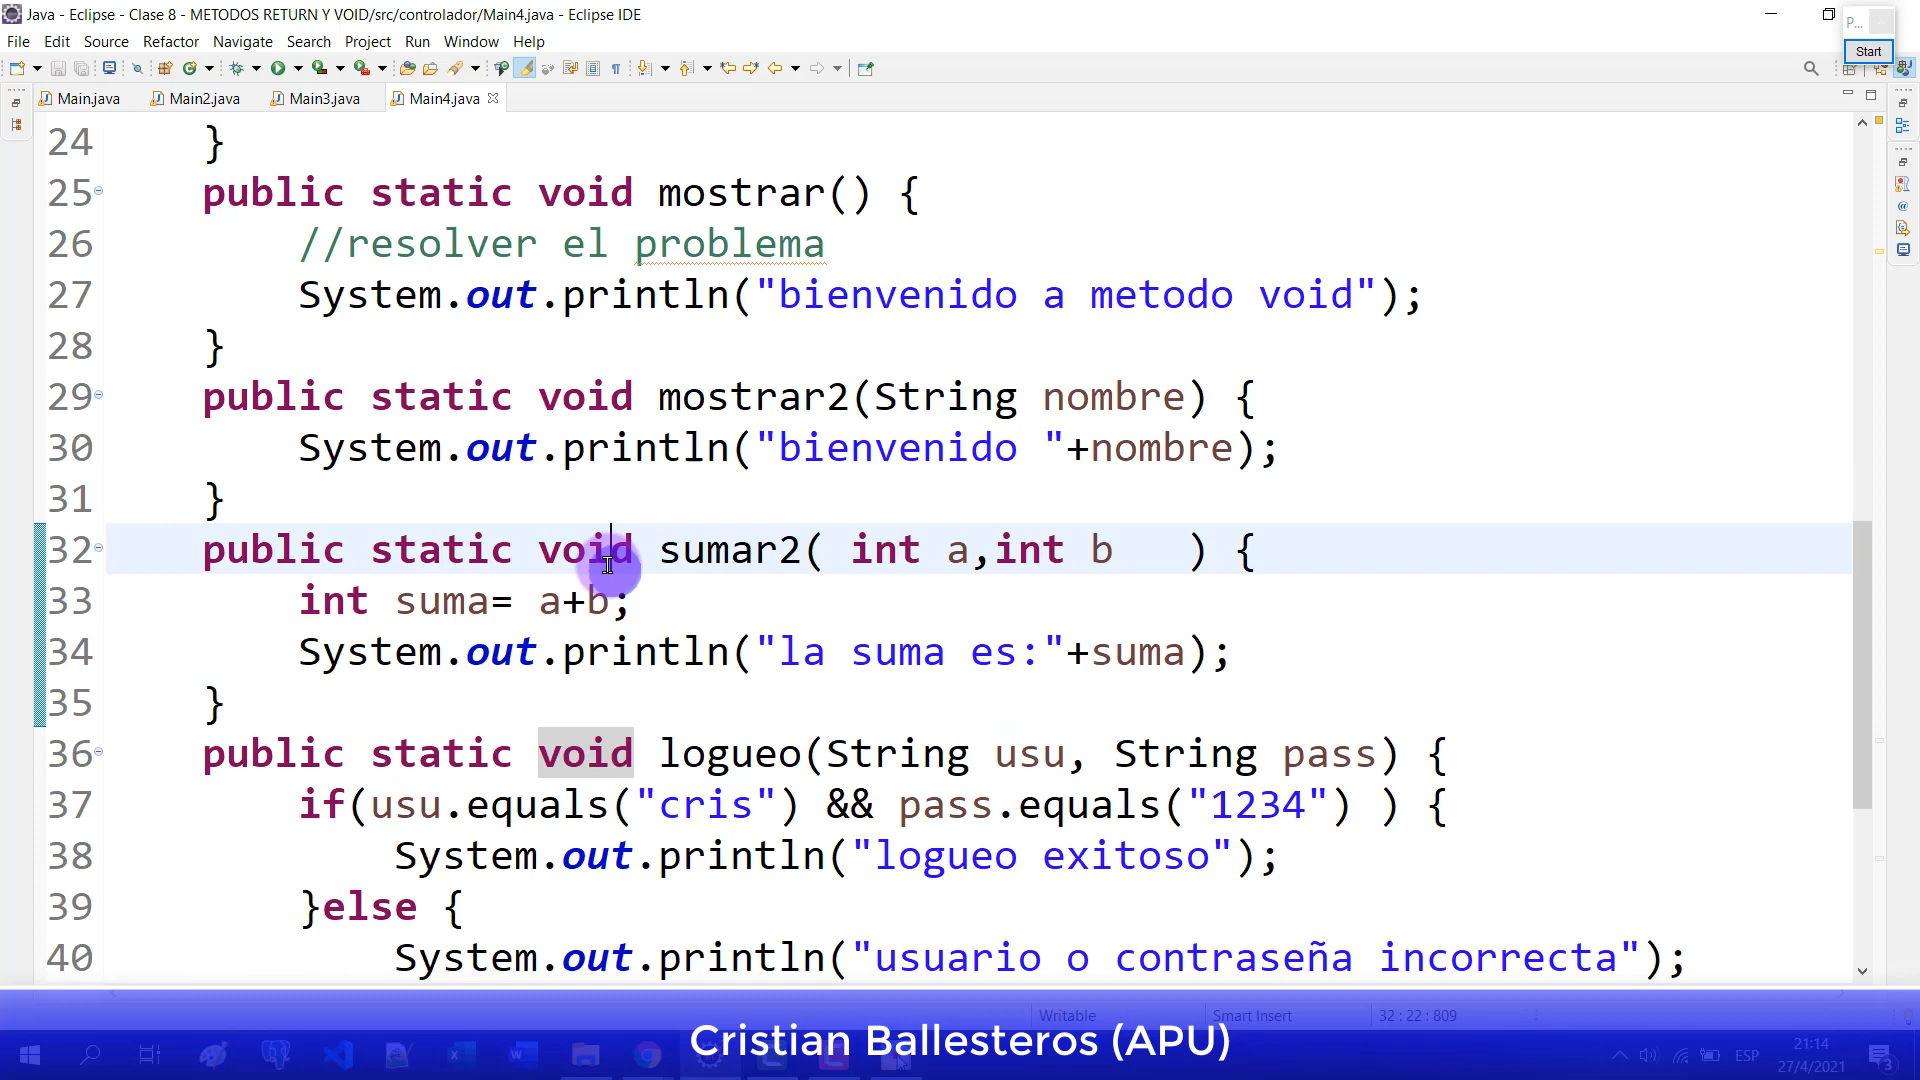 Java - Eclipse - Clase 8 - METODOS RETURN Y VOID/src/controlador/Main4.java - Eclipse IDE
P...
File Edit Source Refactor Navigate Search Project Run Window Help
Start
Main.java Main2.java Main3.java Main4.java
24 }
25 public static void mostrar() {
26 //resolver el problema
27 System.out.println("bienvenido a metodo void");
28 }
29 public static void mostrar2(String nombre) {
30 System.out.println("bienvenido "+nombre);
31 }
32 public static void sumar2( int a,int b   ) {
33 int suma= a+b;
34 System.out.println("la suma es:"+suma);
35 }
36 public static void logueo(String usu, String pass) {
37 if(usu.equals("cris") && pass.equals("1234") ) {
38 System.out.println("logueo exitoso");
39 }else {
40 System.out.println("usuario o contraseña incorrecta");
Writable Smart Insert 32 : 22 : 809
Cristian Ballesteros (APU)
ESP
21:14
27/4/2021
3